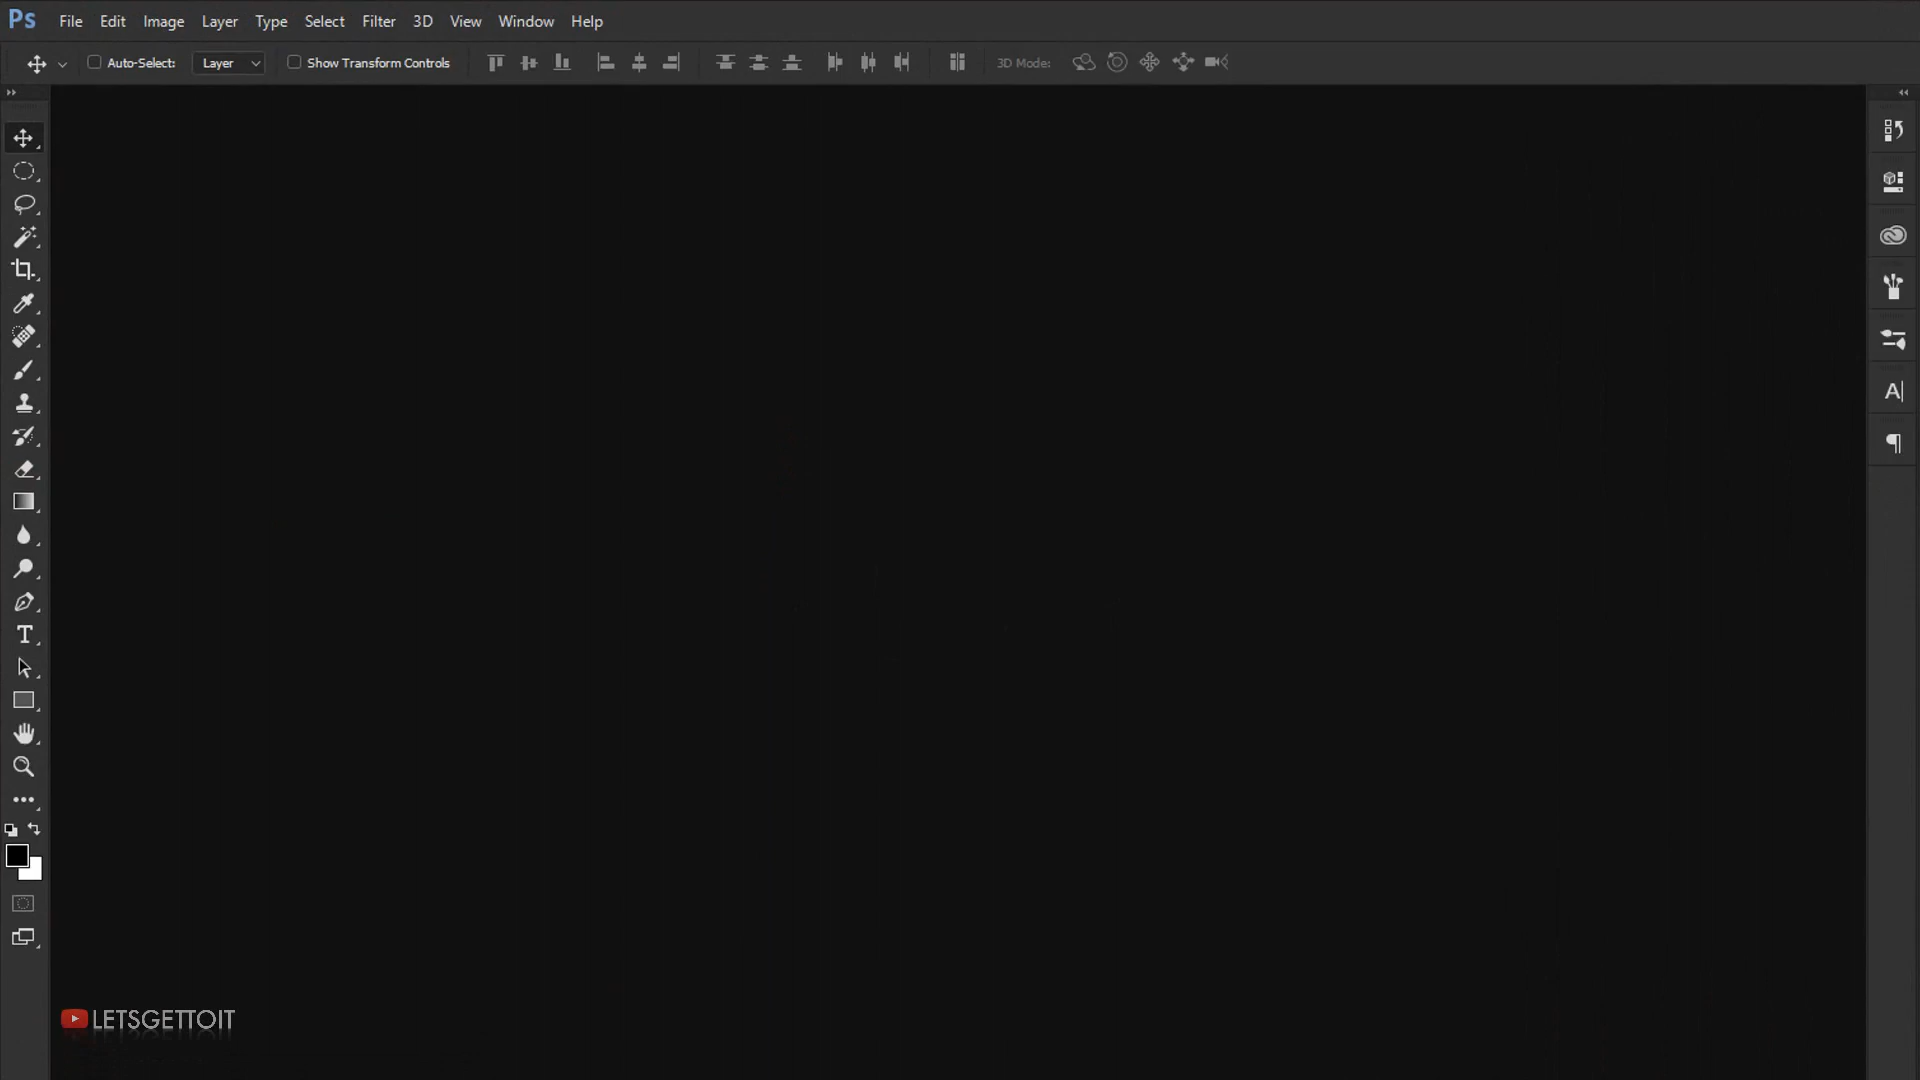 Ps File Edit Image Layer Type Select Filter 3D View Window Help
Auto-Select: Layer Show Transform Controls 3D Mode:
LETSGETTOIT